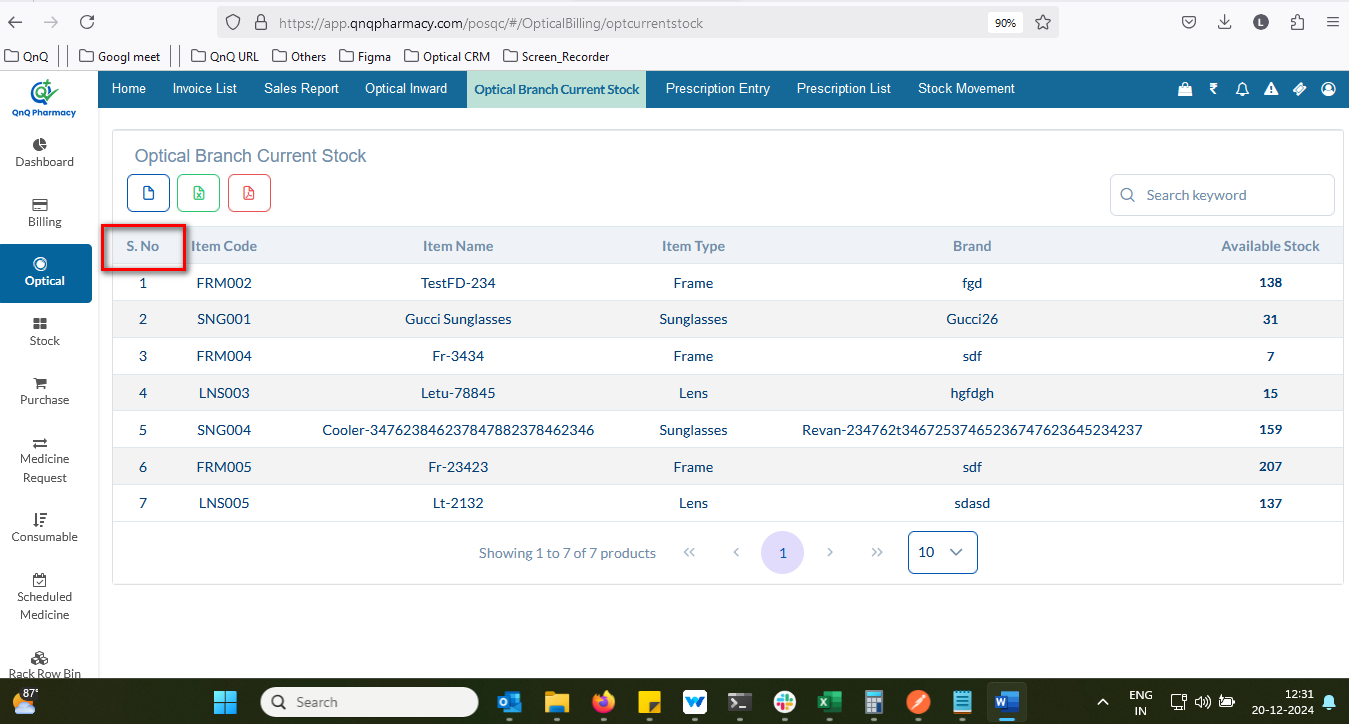 https://app.qnqpharmacy.com/posqc/#/OpticalBilling/optcurrentstock 90% L
QnQ Googl meet QnQ URL Others Figma Optical CRM Screen_Recorder
QnQ Pharmacy
Home Invoice List Sales Report Optical Inward Optical Branch Current Stock Prescription Entry Prescription List Stock Movement
Dashboard
Billing
Optical
Stock
Purchase
Medicine
Request
Consumable
Scheduled
Medicine
Rack Row Bin
Optical Branch Current Stock
Search keyword
S. No Item Code Item Name Item Type Brand Available Stock
1 FRM002 TestFD-234 Frame fgd 138
2 SNG001 Gucci Sunglasses Sunglasses Gucci26 31
3 FRM004 Fr-3434 Frame sdf 7
4 LNS003 Letu-78845 Lens hgfdgh 15
5 SNG004 Cooler-347623846237847882378462346 Sunglasses Revan-234762t34672537465236747623645234237 159
6 FRM005 Fr-23423 Frame sdf 207
7 LNS005 Lt-2132 Lens sdasd 137
Showing 1 to 7 of 7 products 1 10
87°
Search
ENG
IN
12:31
20-12-2024